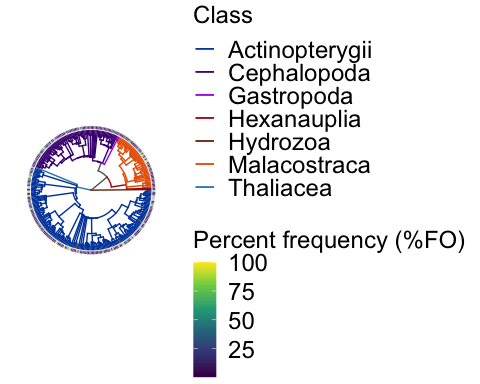 Class
Actinopterygii
Cephalopoda
Gastropoda
Hexanauplia
Hydrozoa
Malacostraca
Thaliacea
Percent frequency (%FO)
100
75
50
25